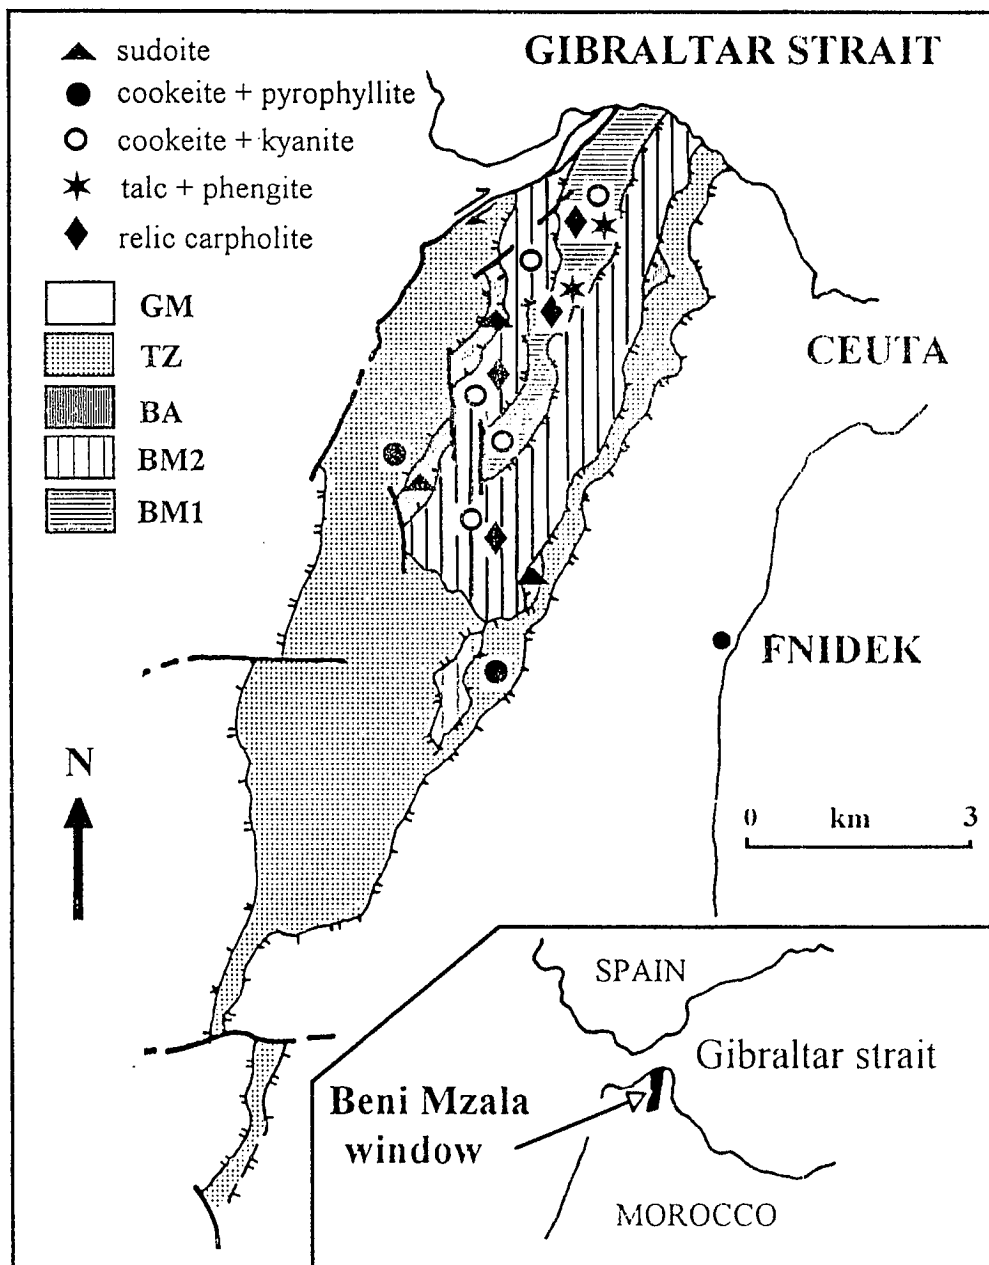 GIBRALTAR STRAIT
sudoite
cookeite + pyrophyllite
cookeite + kyanite
talc + phengite
relic carpholite
GM
TZ
BA
BM2
BM1
CEUTA
FNIDEK
N
0 km 3
SPAIN
Gibraltar strait
Beni Mzala
window
MOROCCO